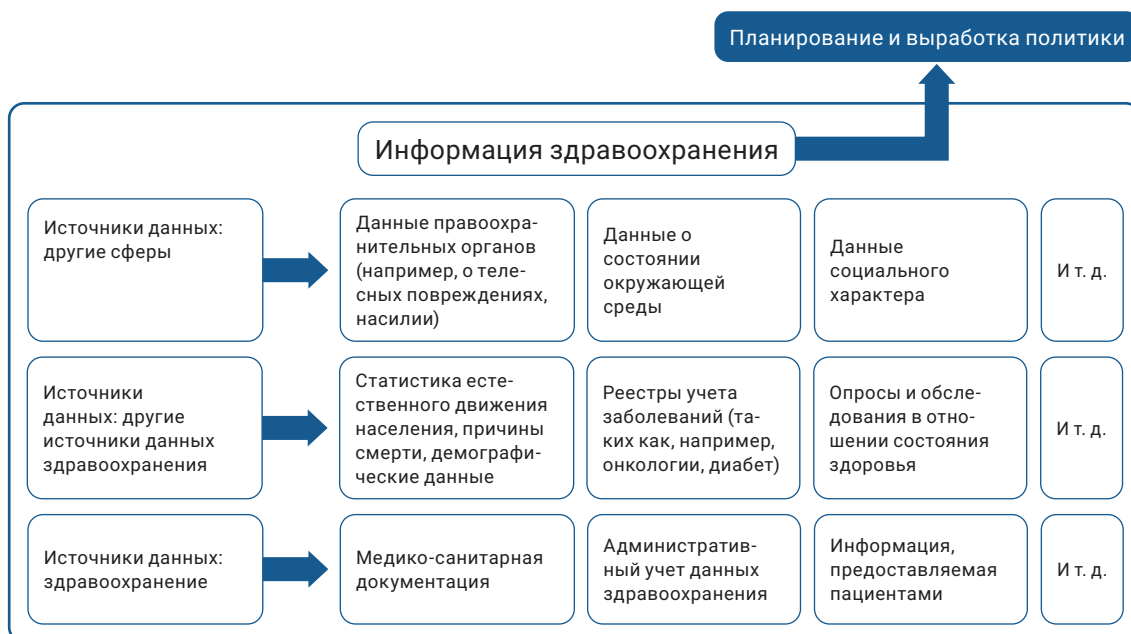 Планирование и выработка политики
Информация здравоохранения
Источники данных:
другие сферы
Данные правоохра-
нительных органов
(например, о теле-
сных повреждениях,
насилии)
Данные о
состоянии
окружающей
среды
Данные
социального
характера
И т. д.
Источники
данных: другие
источники данных
здравоохранения
Статистика есте-
ственного движения
населения, причины
смерти, демографи-
ческие данные
Реестры учета
заболеваний (та-
ких как, например,
онкологии, диабет)
Опросы и обсле-
дования в отно-
шении состояния
здоровья
И т. д.
Источники данных:
здравоохранение
Медико-санитарная
документация
Административ-
ный учет данных
здравоохранения
Информация,
предоставляемая
пациентами
И т. д.